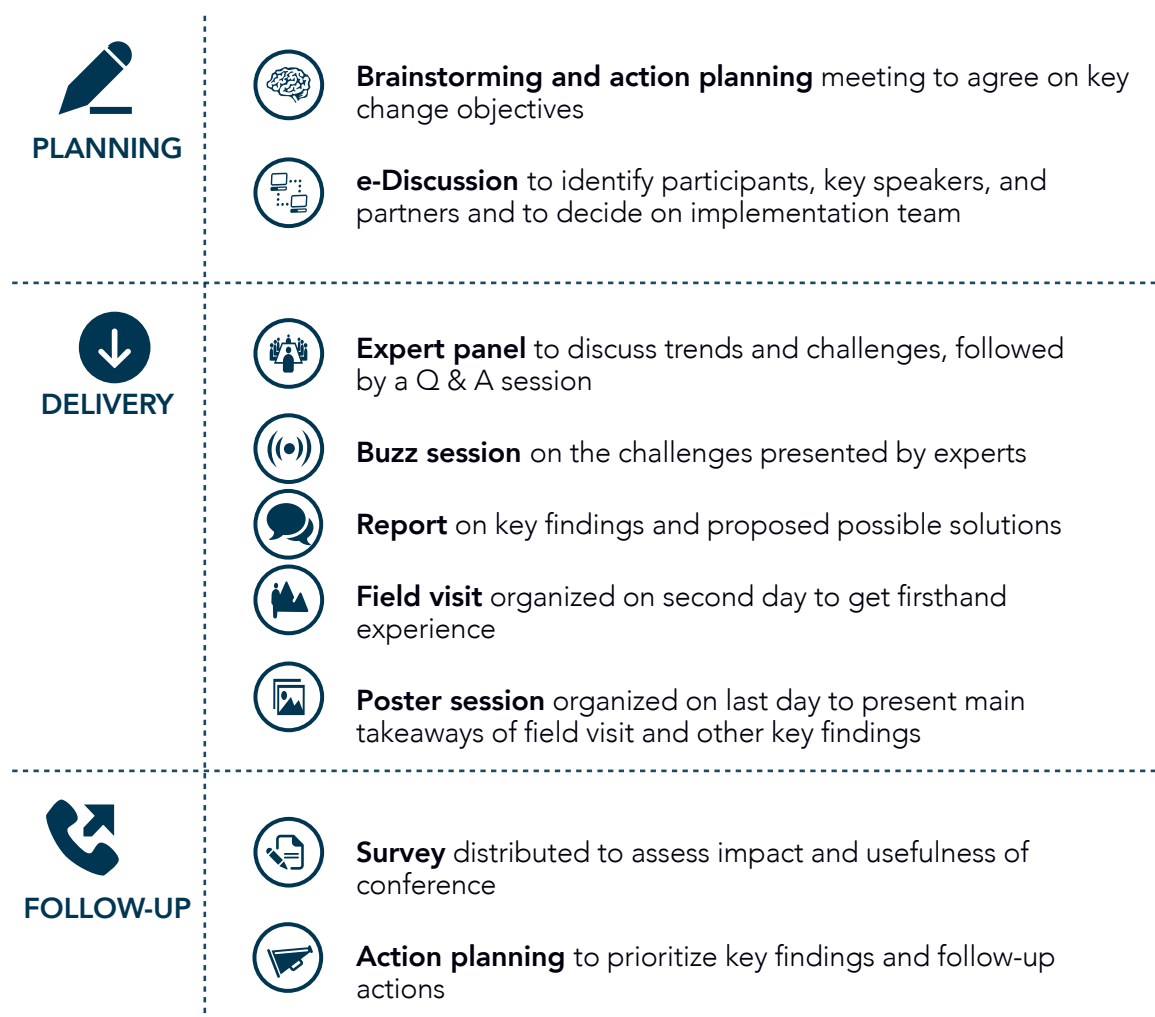 PLANNING
Brainstorming and action planning meeting to agree on key
change objectives
e-Discussion to identify participants, key speakers, and
partners and to decide on implementation team
DELIVERY
Expert panel to discuss trends and challenges, followed
by a Q & A session
Buzz session on the challenges presented by experts
Report on key findings and proposed possible solutions
Field visit organized on second day to get firsthand
experience
Poster session organized on last day to present main
takeaways of field visit and other key findings
FOLLOW-UP
Survey distributed to assess impact and usefulness of
conference
Action planning to prioritize key findings and follow-up
actions